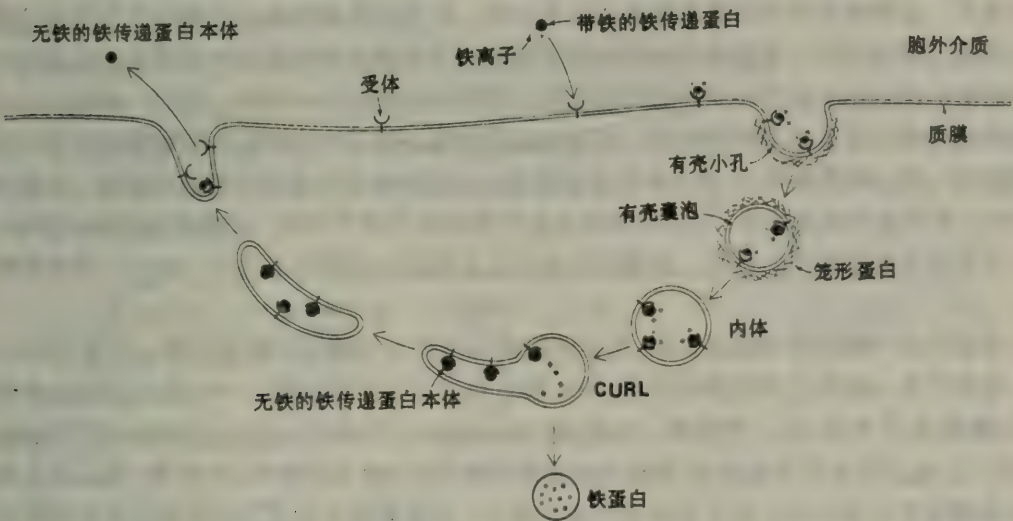 无铁的铁传递蛋白本体
带铁的铁传递蛋白
铁离子
胞外介质
受体
质膜
有壳小孔
有壳囊泡
笼形蛋白
内体
无铁的铁传递蛋白本体
CURL
铁蛋白